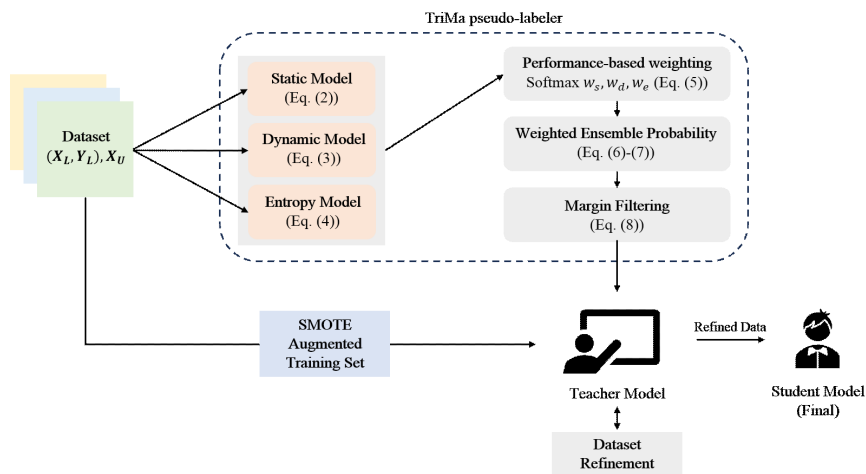 TriMa pseudo-labeler
Static Model
(Eq. (2))
Dynamic Model
(Eq. (3))
Entropy Model
(Eq. (4))
Performance-based weighting
Softmax w_s, w_d, w_e (Eq. (5))
Weighted Ensemble Probability
(Eq. (6)-(7))
Margin Filtering
(Eq. (8))
Dataset
(X_L, Y_L), X_U
SMOTE
Augmented
Training Set
Teacher Model
Refined Data
Student Model
(Final)
Dataset
Refinement